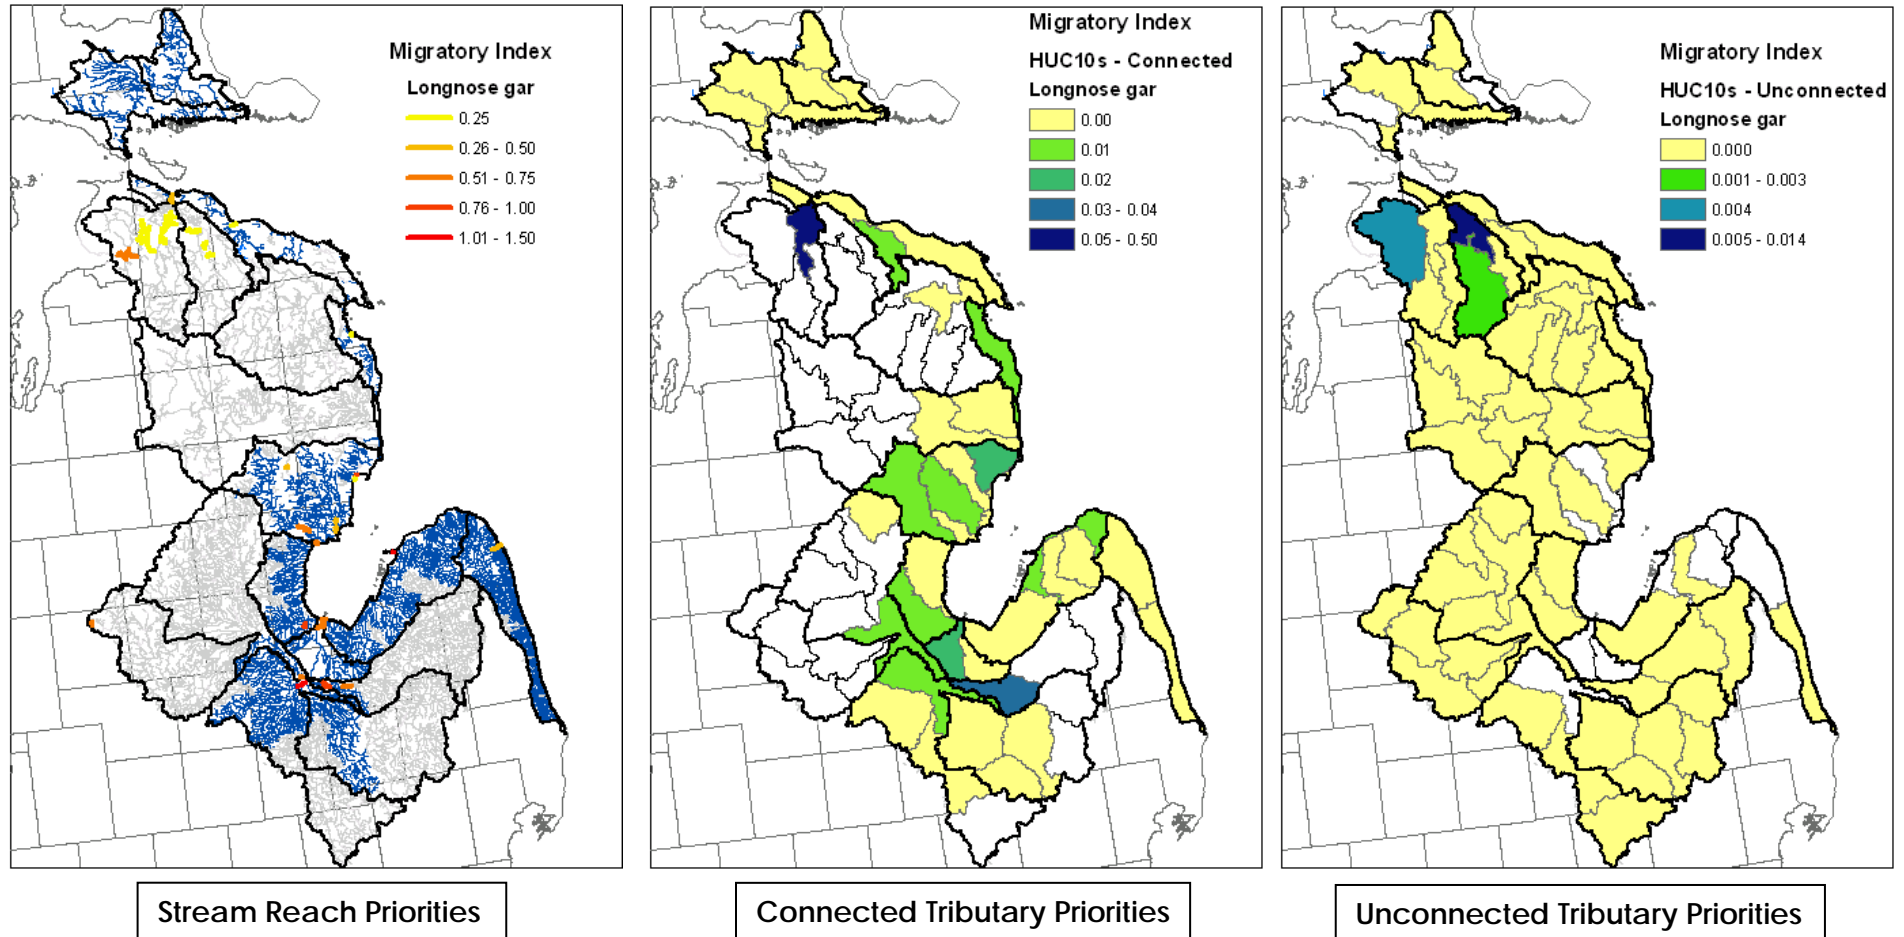 Migratory Index
Longnose gar
0.25
0.26 - 0.50
0.51 - 0.75
0.76 - 1.00
1.01 - 1.50
Stream Reach Priorities
Migratory Index
HUC10s - Connected
Longnose gar
0.00
0.01
0.02
0.03 - 0.04
0.05 - 0.50
Connected Tributary Priorities
Migratory Index
HUC10s - Unconnected
Longnose gar
0.000
0.001 - 0.003
0.004
0.005 - 0.014
Unconnected Tributary Priorities